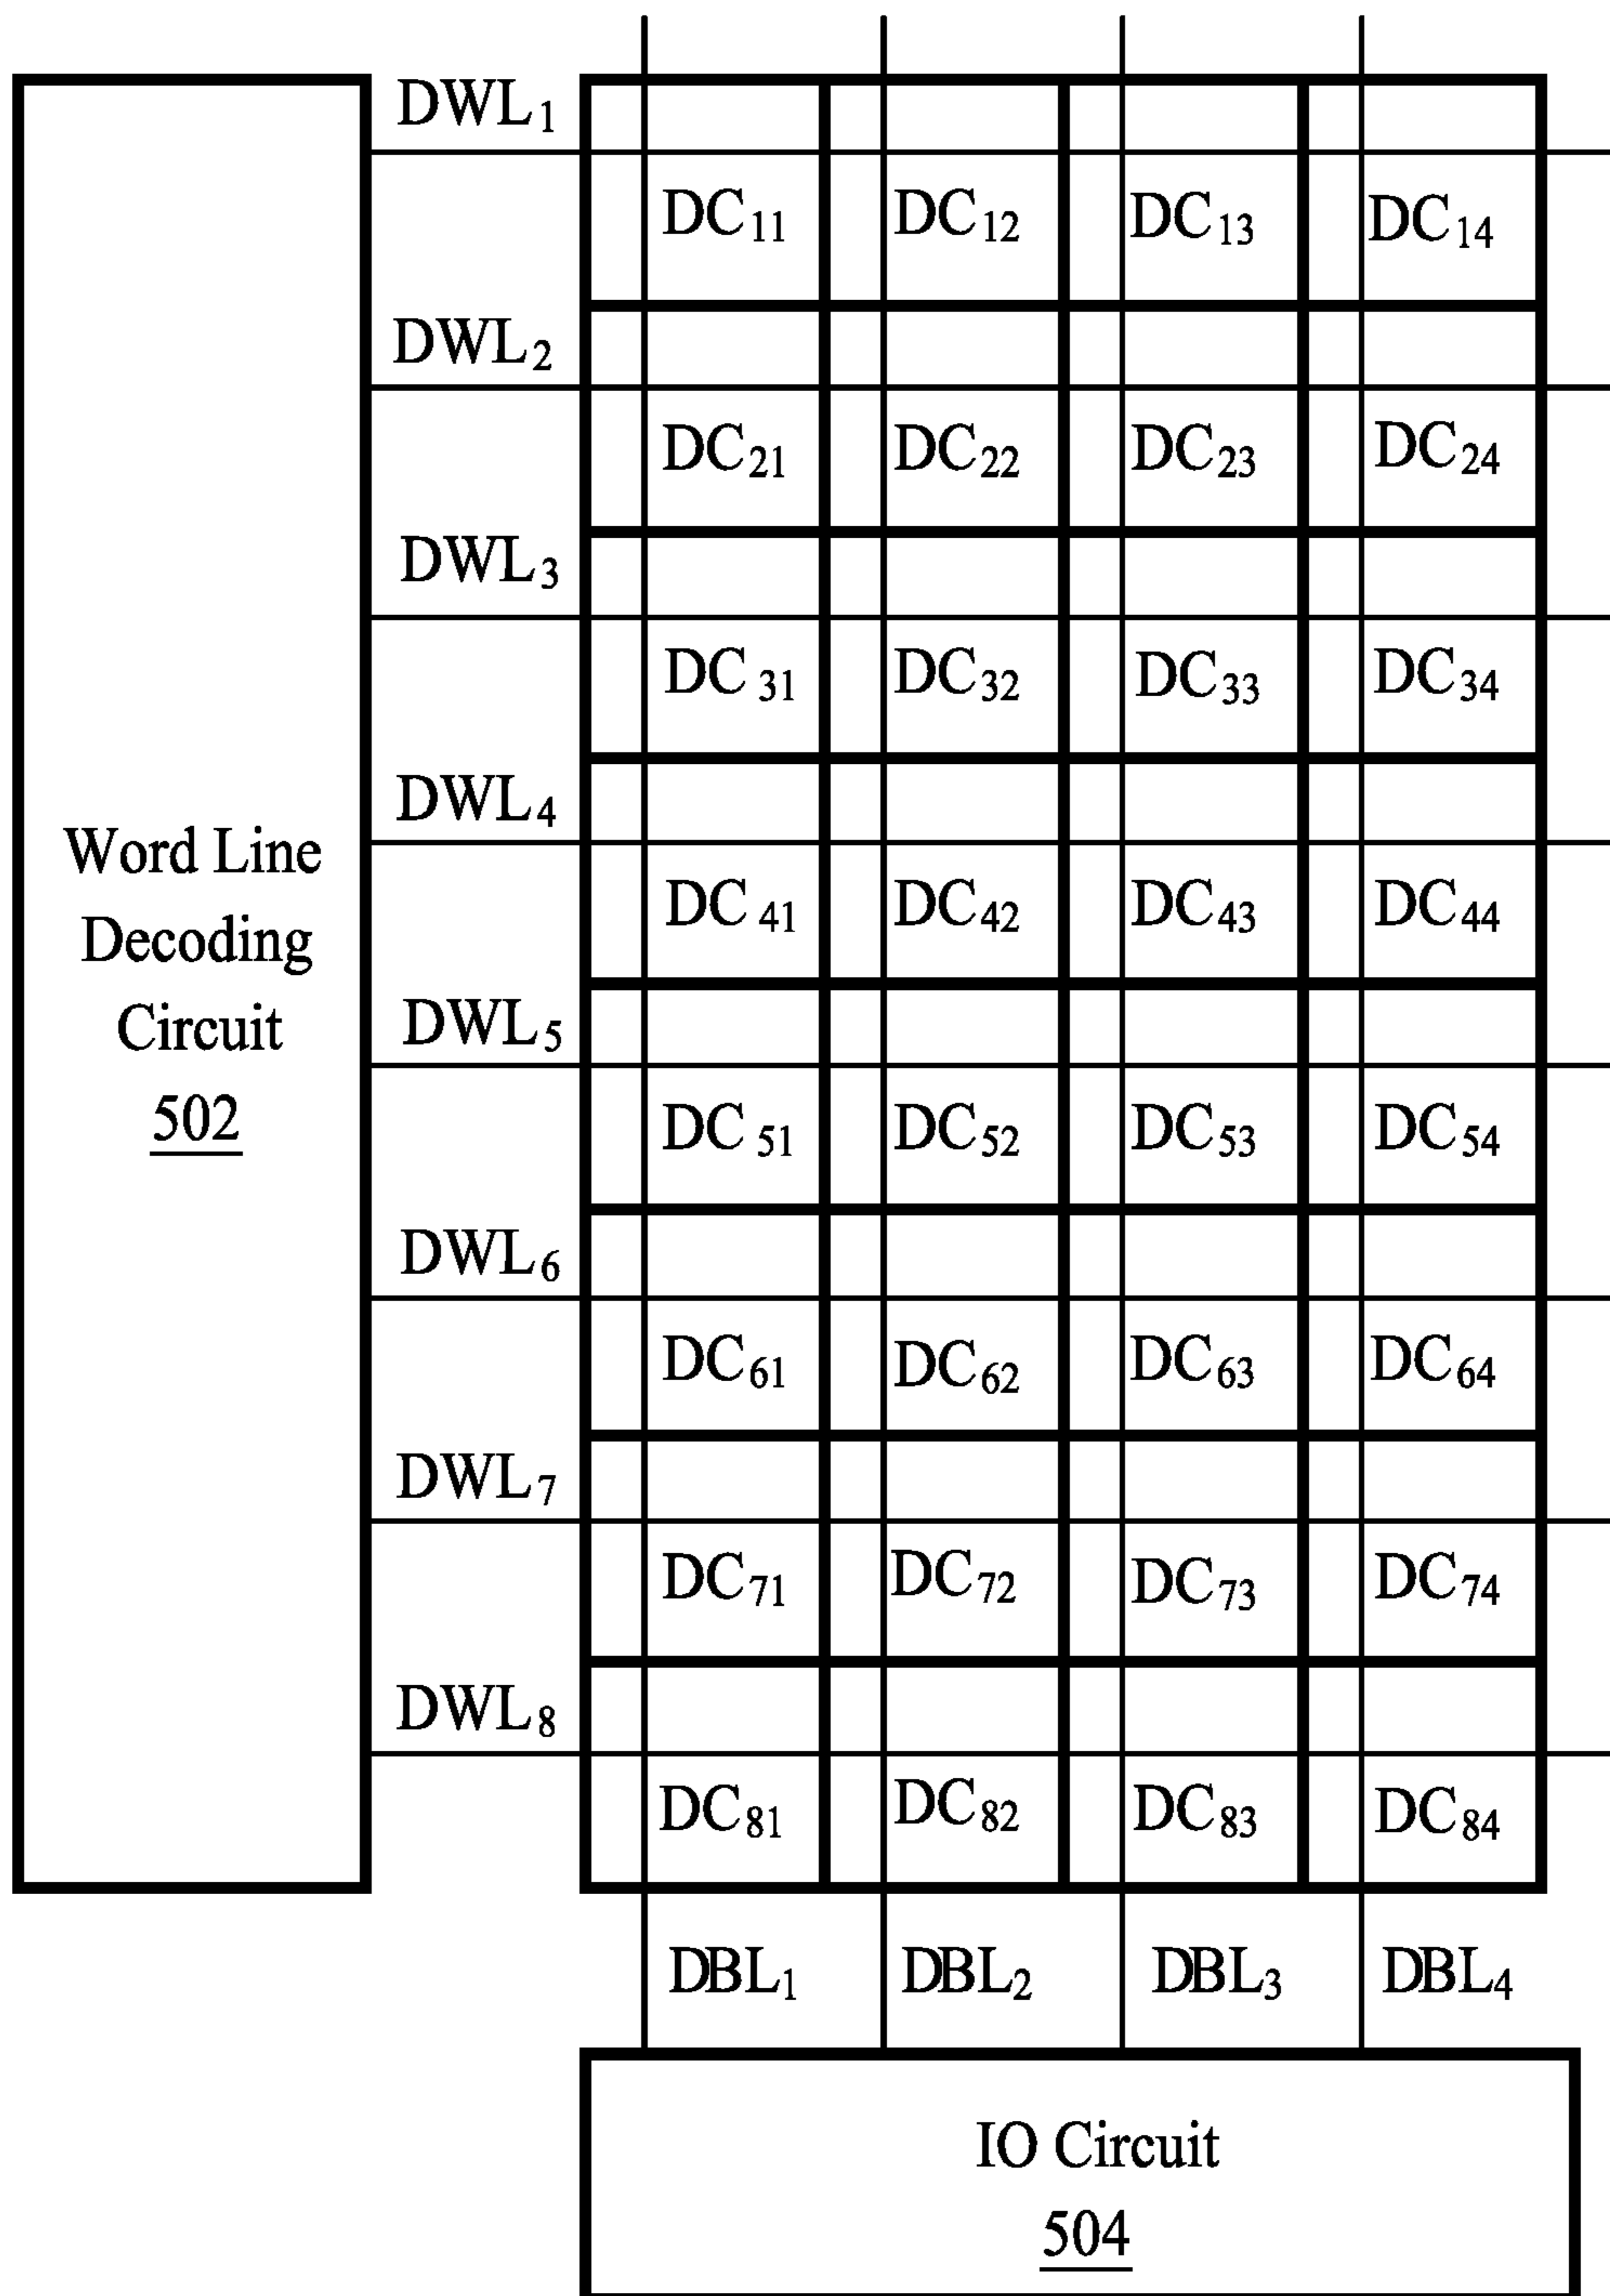 DWL1
DC11 DC12 DC13 DC14
DWL2
DC21 DC22 DC23 DC24
DWL3
DC31 DC32 DC33 DC34
DWL4
Word Line
Decoding
Circuit
502
DC41 DC42 DC43 DC44
DWL5
DC51 DC52 DC53 DC54
DWL6
DC61 DC62 DC63 DC64
DWL7
DC71 DC72 DC73 DC74
DWL8
DC81 DC82 DC83 DC84
DBL1 DBL2 DBL3 DBL4
IO Circuit
504